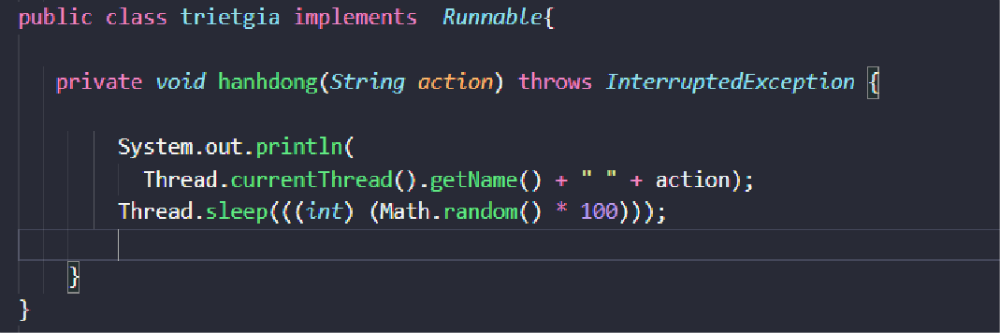 public class trietgia implements  Runnable{
private void hanhdong(String action) throws InterruptedException {
System.out.println(
Thread.currentThread().getName() + " " + action);
Thread.sleep(((int) (Math.random() * 100)));
}
}